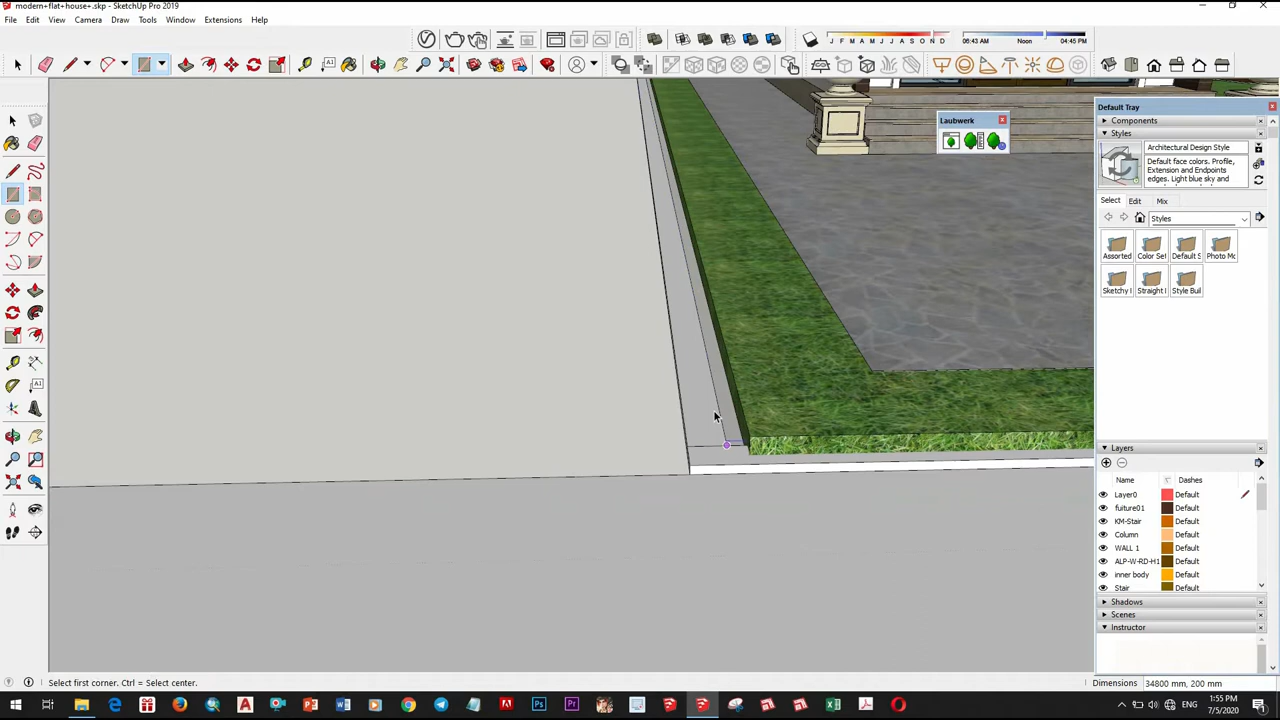 modern+flat+house+.skp - SketchUp Pro 2019
File Edit View Camera Draw Tools Window Extensions Help
J F M A M J J A S O N D
06:43 AM Noon 04:45 PM
Default Tray
Components
Styles
Laubwerk
Architectural Design Style
Default face colors. Profile,
Extension and Endpoints
edges. Light blue sky and
Select Edit Mix
Styles
Assorted Color Set Default S Photo Mo
Sketchy I Straight I Style Buil
Layers
Name Dashes
Layer0 Default
fuiture01 Default
KM-Stair Default
Column Default
WALL 1 Default
ALP-W-RD-H1 Default
inner body Default
Stair Default
Shadows
Scenes
Instructor
Select first corner. Ctrl = Select center.
Dimensions 34800 mm, 200 mm
ENG
1:55 PM
7/5/2020